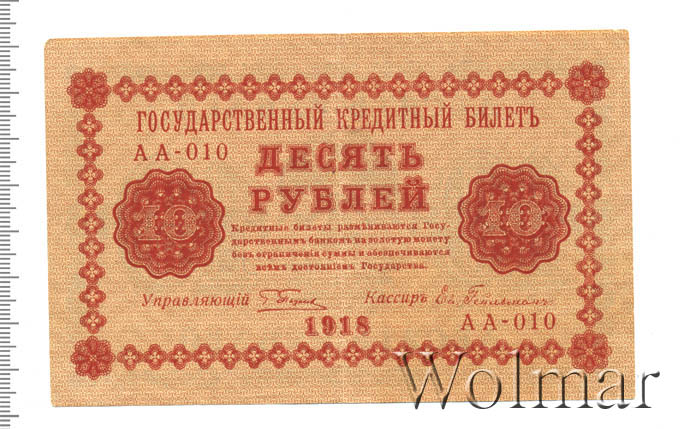 ГОСУДАРСТВЕННЫЙ КРЕДИТНЫЙ БИЛЕТЪ
АА-010
ДЕСЯТЬ
РУБЛЕЙ
10
10
Кредитные билеты размѣниваются Госу-
дарственнымъ банкомъ на золотую монету
безъ ограниченія суммы и обезпечиваются
всѣмъ достояніемъ Государства.
Управляющій
Кассиръ
1918
АА-010
Wolmar